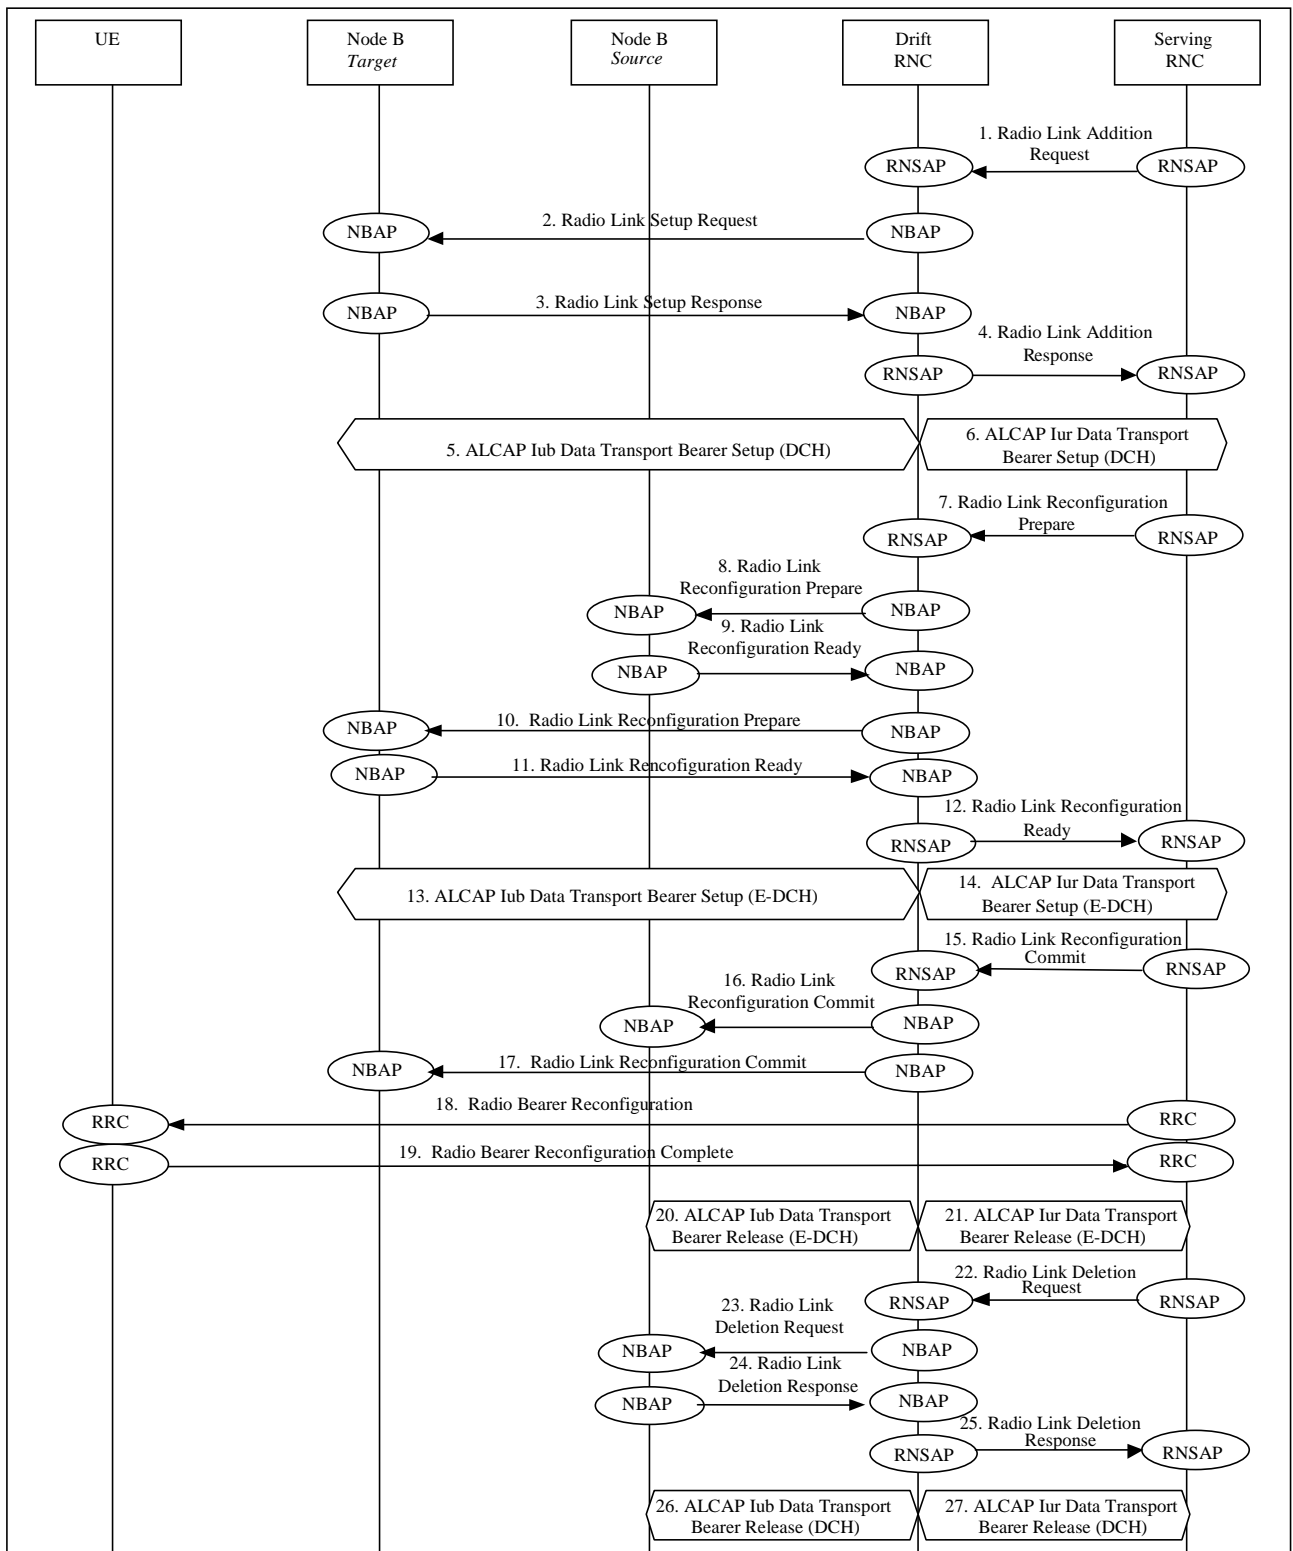 UE
Node B
Target
Node B
Source
Drift
RNC
Serving
RNC
1. Radio Link Addition
Request
RNSAP
RNSAP
2. Radio Link Setup Request
NBAP
NBAP
3. Radio Link Setup Response
NBAP
NBAP
4. Radio Link Addition
Response
RNSAP
RNSAP
5. ALCAP Iub Data Transport Bearer Setup (DCH)
6. ALCAP Iur Data Transport
Bearer Setup (DCH)
7. Radio Link Reconfiguration
Prepare
RNSAP
RNSAP
8. Radio Link
Reconfiguration Prepare
NBAP
NBAP
9. Radio Link
Reconfiguration Ready
NBAP
NBAP
10. Radio Link Reconfiguration Prepare
NBAP
NBAP
11. Radio Link Rencofiguration Ready
NBAP
NBAP
12. Radio Link Reconfiguration
Ready
RNSAP
RNSAP
13. ALCAP Iub Data Transport Bearer Setup (E-DCH)
14. ALCAP Iur Data Transport
Bearer Setup (E-DCH)
15. Radio Link Reconfiguration
Commit
RNSAP
RNSAP
16. Radio Link
Reconfiguration Commit
NBAP
NBAP
17. Radio Link Reconfiguration Commit
NBAP
NBAP
18. Radio Bearer Reconfiguration
RRC
RRC
19. Radio Bearer Reconfiguration Complete
RRC
RRC
20. ALCAP Iub Data Transport
Bearer Release (E-DCH)
21. ALCAP Iur Data Transport
Bearer Release (E-DCH)
22. Radio Link Deletion
Request
RNSAP
RNSAP
23. Radio Link
Deletion Request
NBAP
NBAP
24. Radio Link
Deletion Response
NBAP
NBAP
25. Radio Link Deletion
Response
RNSAP
RNSAP
26. ALCAP Iub Data Transport
Bearer Release (DCH)
27. ALCAP Iur Data Transport
Bearer Release (DCH)